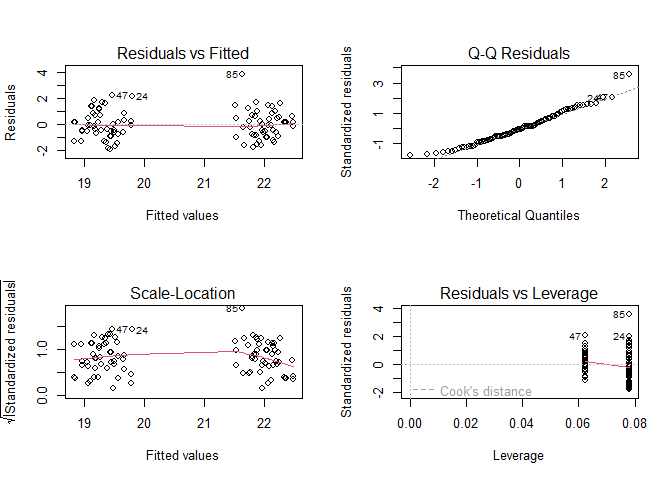 Residuals vs Fitted
Residuals
-2 0 2 4
85
47
24
19 20 21 22
Fitted values
Q-Q Residuals
Standardized residuals
-1 1 3
85
47
24
-2 -1 0 1 2
Theoretical Quantiles
Scale-Location
√|Standardized residuals|
0.0 1.0
85
47
24
19 20 21 22
Fitted values
Residuals vs Leverage
Standardized residuals
-2 0 2 4
85
47
24
Cook's distance
0.00 0.02 0.04 0.06 0.08
Leverage